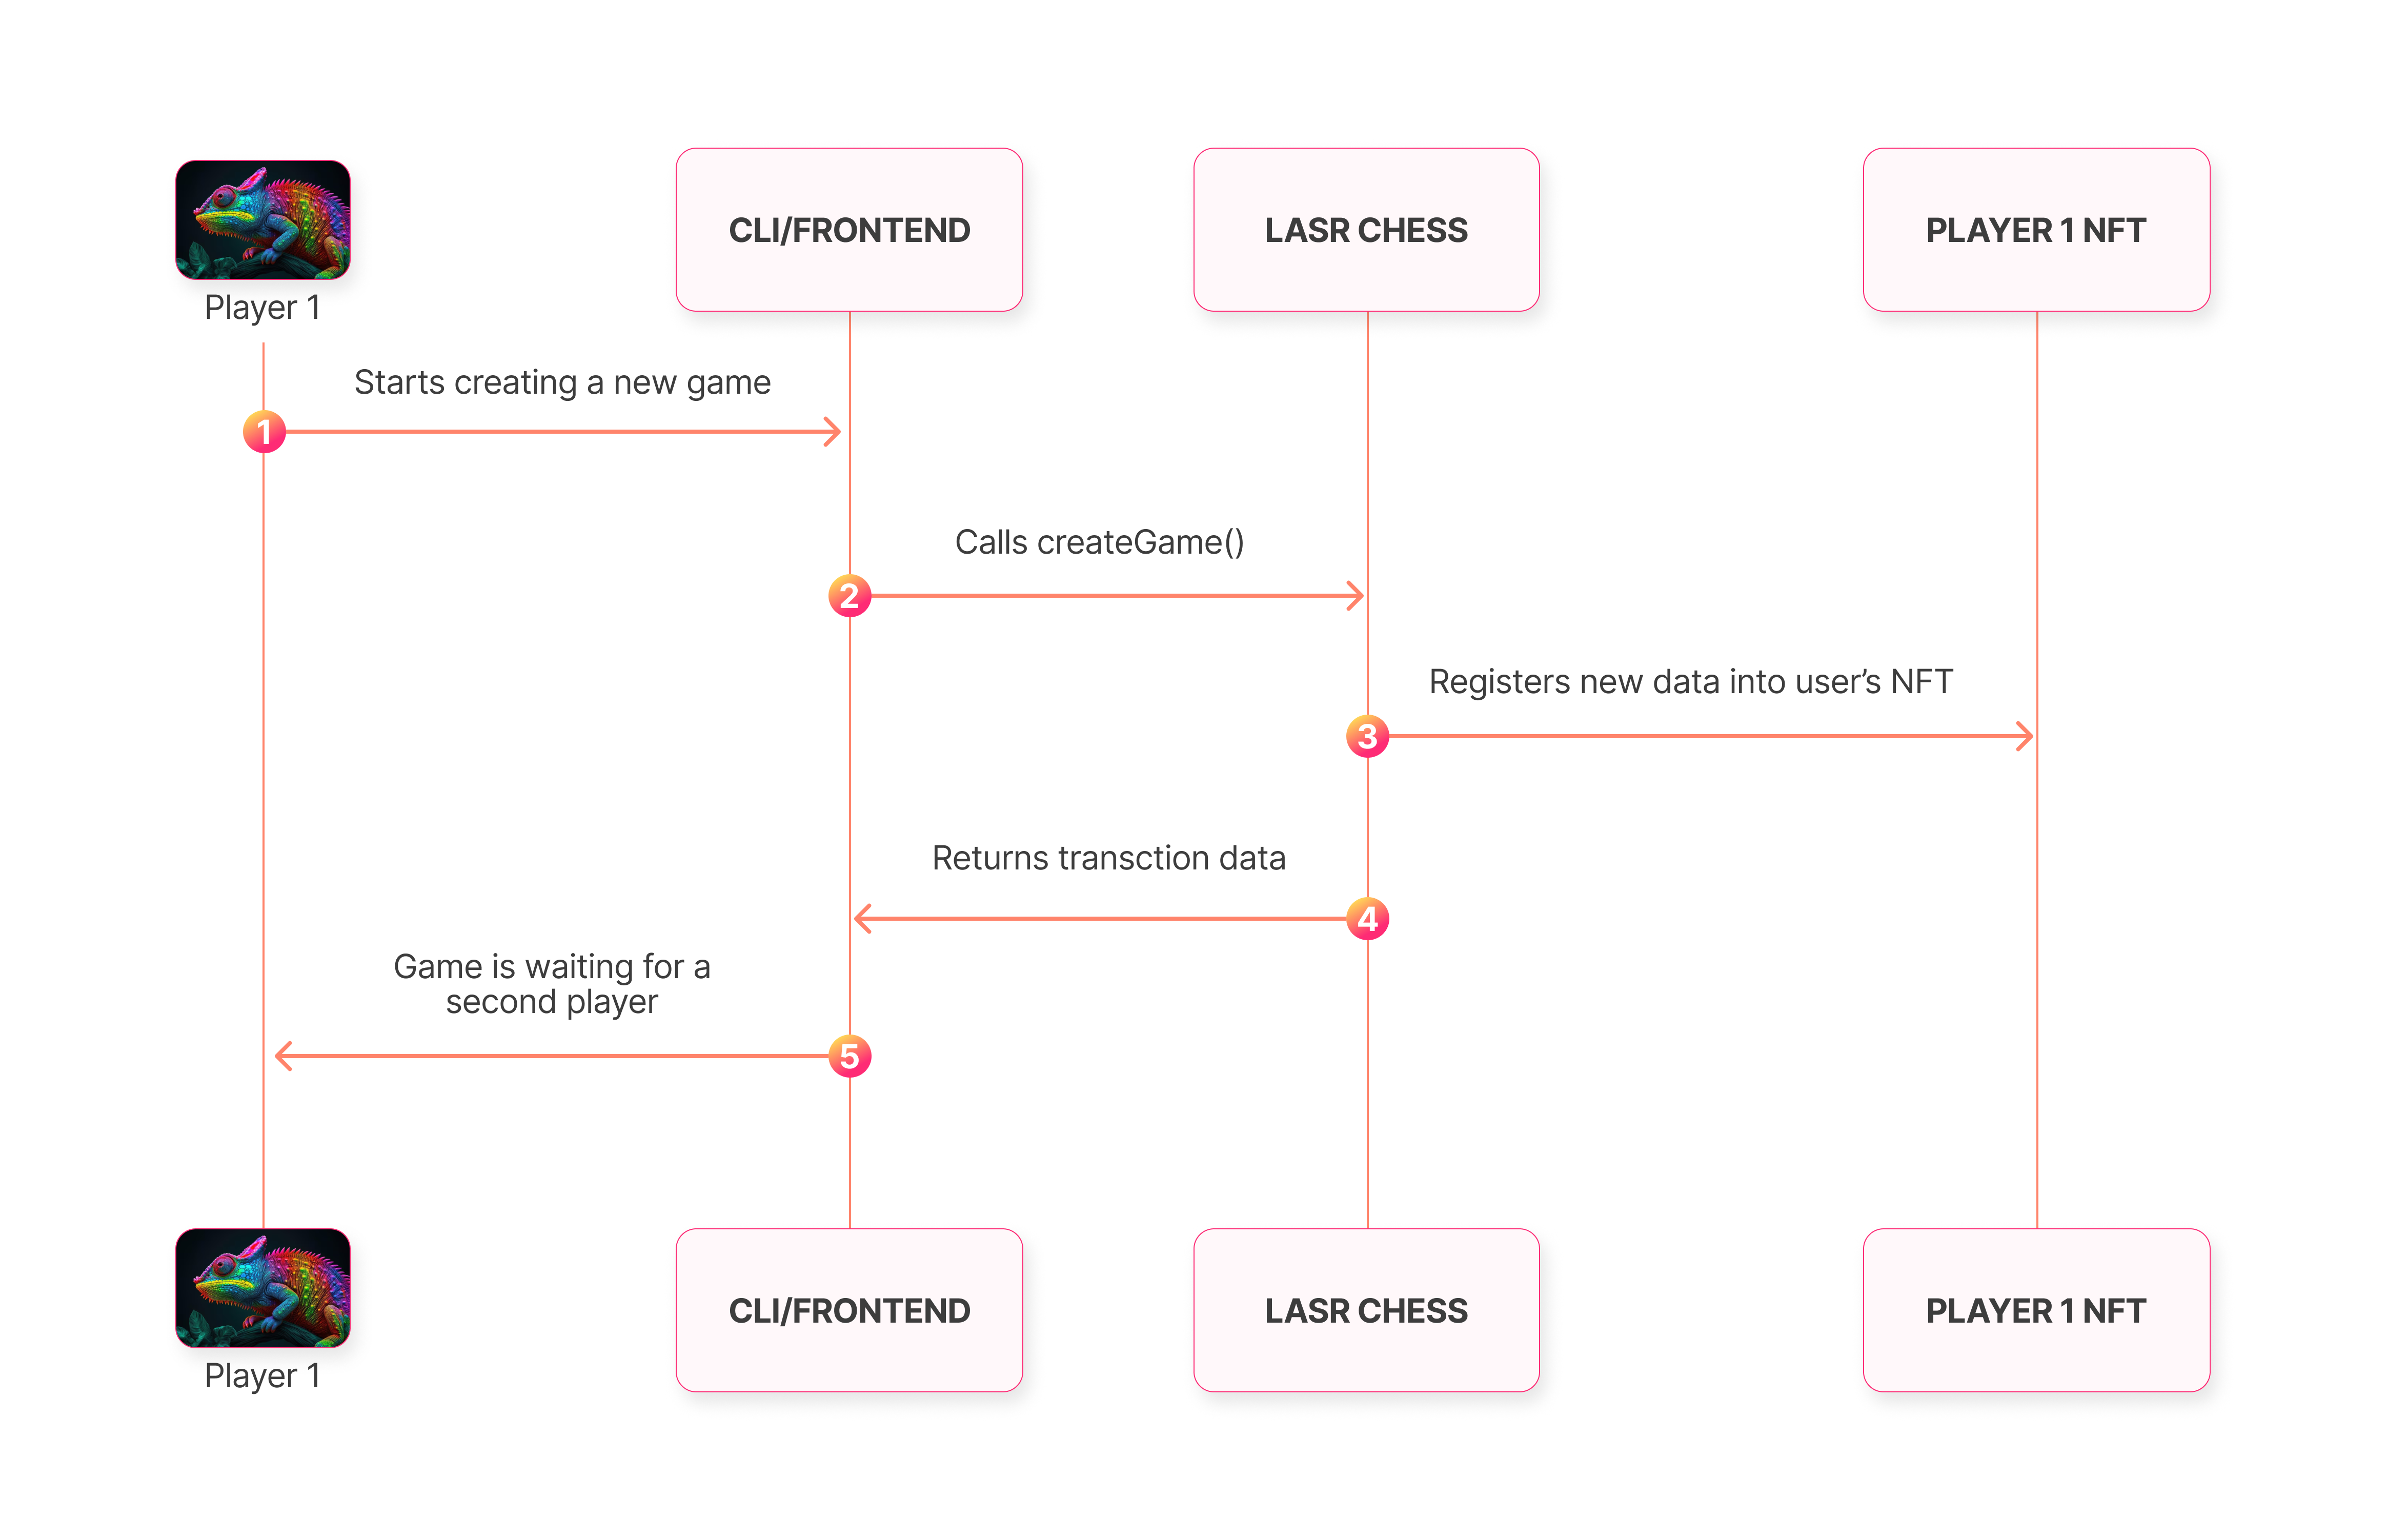 CLI/FRONTEND
LASR CHESS
PLAYER 1 NFT
Player 1
Starts creating a new game
1
Calls createGame()
2
Registers new data into user’s NFT
3
Returns transction data
4
Game is waiting for a
second player
5
CLI/FRONTEND
LASR CHESS
PLAYER 1 NFT
Player 1